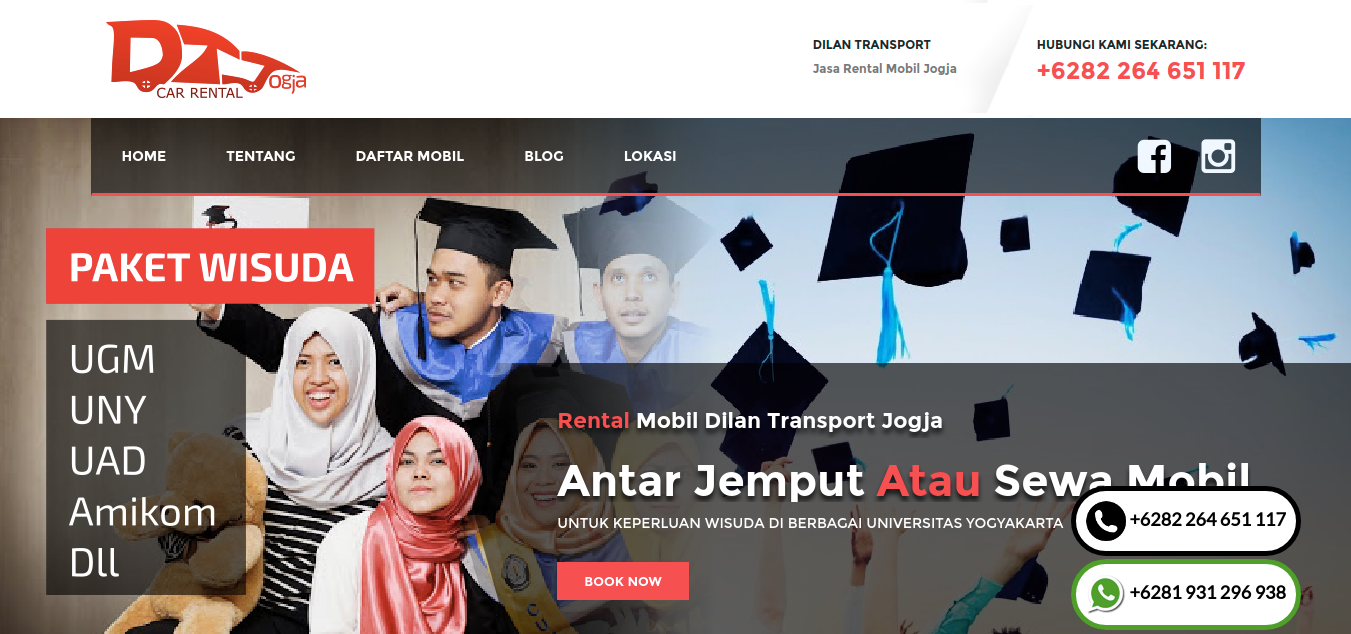 DTJogja
CAR RENTAL
DILAN TRANSPORT
Jasa Rental Mobil Jogja
HUBUNGI KAMI SEKARANG:
+6282 264 651 117
HOME
TENTANG
DAFTAR MOBIL
BLOG
LOKASI
PAKET WISUDA
UGM
UNY
UAD
Amikom
Dll
Rental Mobil Dilan Transport Jogja
Antar Jemput Atau Sewa Mobil
UNTUK KEPERLUAN WISUDA DI BERBAGAI UNIVERSITAS YOGYAKARTA
BOOK NOW
+6282 264 651 117
+6281 931 296 938